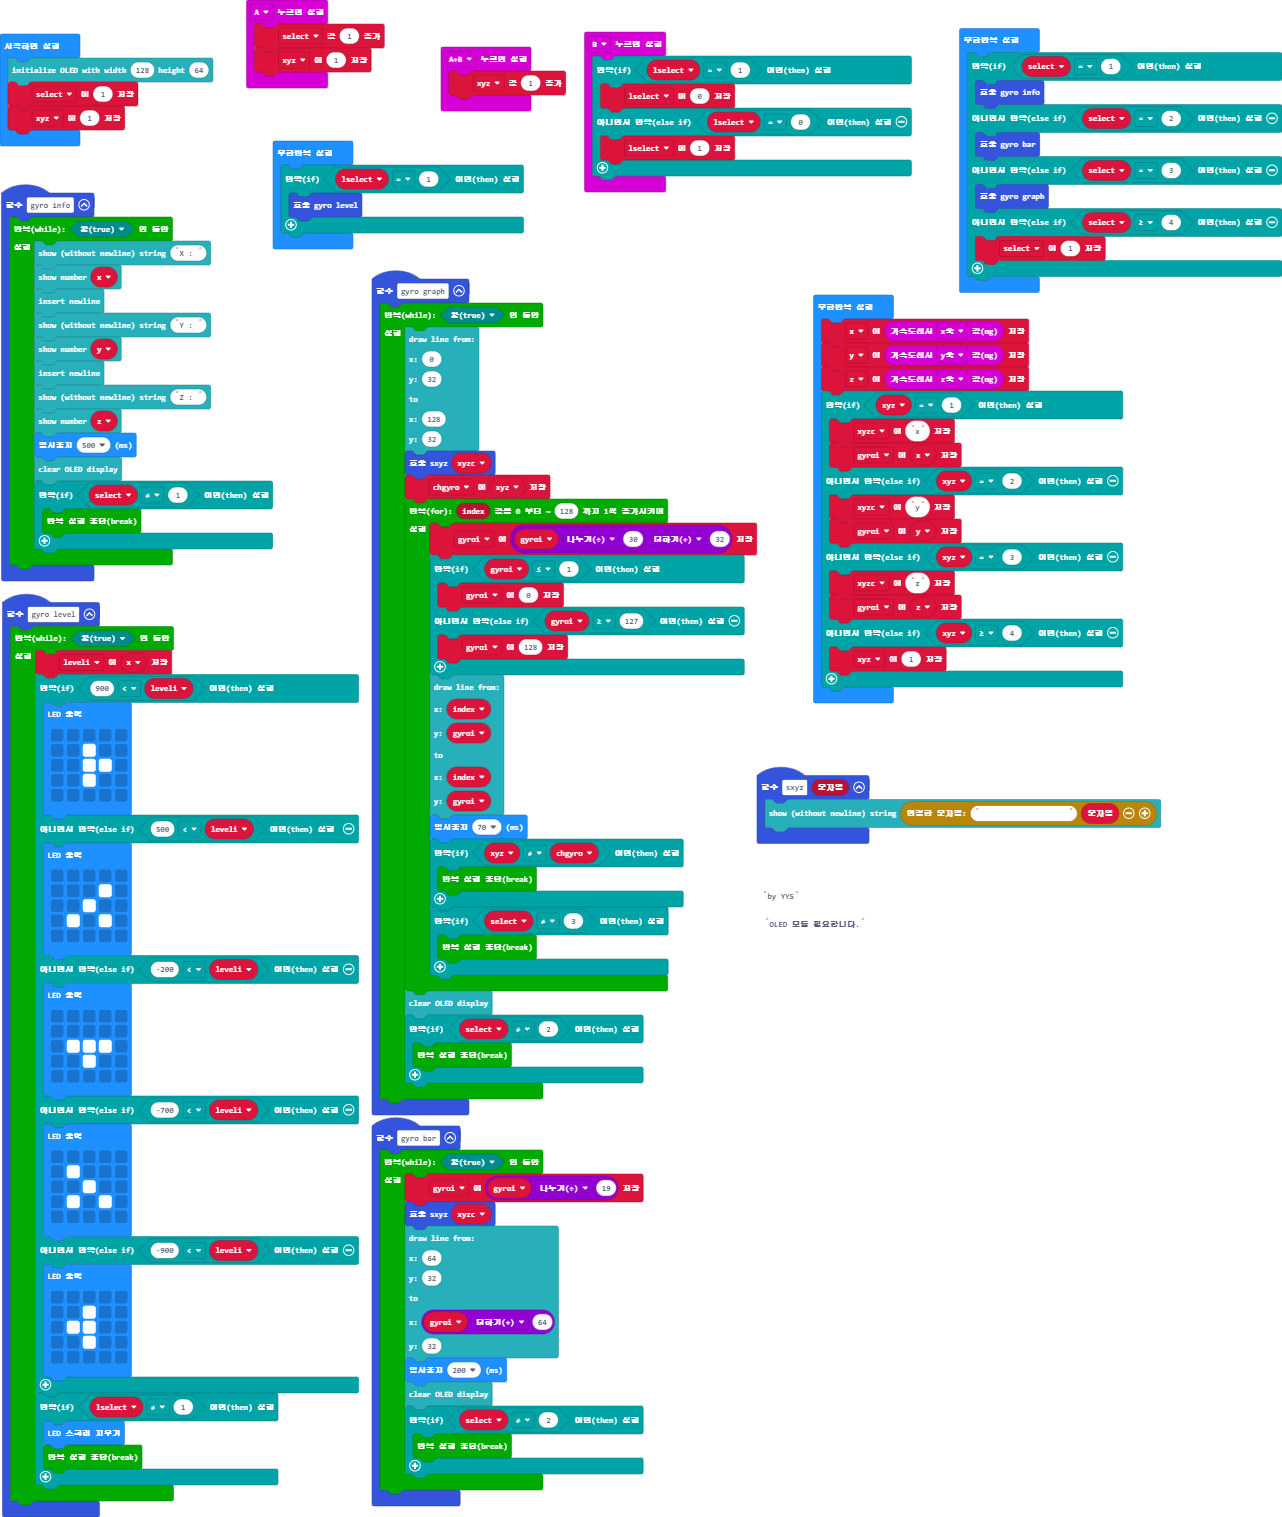 시작하면 실행
initialize OLED with width 128 height 64
select 에 1 저장
xyz 에 1 저장
A 누르면 실행
select 값 1 증가
xyz 에 1 저장
A+B 누르면 실행
xyz 값 1 증가
B 누르면 실행
만약(if) lselect = 1 이면(then) 실행
lselect 에 0 저장
아니면서 만약(else if) lselect = 0 이면(then) 실행
lselect 에 1 저장
무한반복 실행
만약(if) select = 1 이면(then) 실행
호출 gyro info
아니면서 만약(else if) select = 2 이면(then) 실행
호출 gyro bar
아니면서 만약(else if) select = 3 이면(then) 실행
호출 gyro graph
아니면서 만약(else if) select ≥ 4 이면(then) 실행
select 에 1 저장
무한반복 실행
만약(if) lselect = 1 이면(then) 실행
호출 gyro level
함수 gyro info
반복(while): 참(true) 인 동안
실행
show (without newline) string "X : "
show number x
insert newline
show (without newline) string "Y : "
show number y
insert newline
show (without newline) string "Z : "
show number z
일시중지 500 (ms)
clear OLED display
만약(if) select ≠ 1 이면(then) 실행
반복 실행 중단(break)
함수 gyro level
반복(while): 참(true) 인 동안
실행
leveli 에 x 저장
만약(if) 900 < leveli 이면(then) 실행
LED 출력
아니면서 만약(else if) 500 < leveli 이면(then) 실행
LED 출력
아니면서 만약(else if) -200 < leveli 이면(then) 실행
LED 출력
아니면서 만약(else if) -700 < leveli 이면(then) 실행
LED 출력
아니면서 만약(else if) -900 < leveli 이면(then) 실행
LED 출력
만약(if) lselect ≠ 1 이면(then) 실행
LED 스크린 지우기
반복 실행 중단(break)
함수 gyro graph
반복(while): 참(true) 인 동안
실행
draw line from:
x: 0
y: 32
to
x: 128
y: 32
호출 sxyz xyzc
chgyro 에 xyz 저장
반복(for): index 값을 0 부터 ~ 128 까지 1씩 증가시키며
실행
gyroi 에 gyroi 나누기(÷) 30 더하기(+) 32 저장
만약(if) gyroi ≤ 1 이면(then) 실행
gyroi 에 0 저장
아니면서 만약(else if) gyroi ≥ 127 이면(then) 실행
gyroi 에 128 저장
draw line from:
x: index
y: gyroi
to
x: index
y: gyroi
일시중지 70 (ms)
만약(if) xyz ≠ chgyro 이면(then) 실행
반복 실행 중단(break)
만약(if) select ≠ 3 이면(then) 실행
반복 실행 중단(break)
clear OLED display
만약(if) select ≠ 2 이면(then) 실행
반복 실행 중단(break)
함수 gyro bar
반복(while): 참(true) 인 동안
실행
gyroi 에 gyroi 나누기(÷) 19 저장
호출 sxyz xyzc
draw line from:
x: 64
y: 32
to
x: gyroi 더하기(+) 64
y: 32
일시중지 200 (ms)
clear OLED display
만약(if) select ≠ 2 이면(then) 실행
반복 실행 중단(break)
무한반복 실행
x 에 가속도센서 x축 값(mg) 저장
y 에 가속도센서 y축 값(mg) 저장
z 에 가속도센서 z축 값(mg) 저장
만약(if) xyz = 1 이면(then) 실행
xyzc 에 "x" 저장
gyroi 에 x 저장
아니면서 만약(else if) xyz = 2 이면(then) 실행
xyzc 에 "y" 저장
gyroi 에 y 저장
아니면서 만약(else if) xyz = 3 이면(then) 실행
xyzc 에 "z" 저장
gyroi 에 z 저장
아니면서 만약(else if) xyz ≥ 4 이면(then) 실행
xyz 에 1 저장
함수 sxyz 문자열
show (without newline) string 연결한 문자열: " " 문자열
"by YYS"
"OLED 모듈 필요합니다."